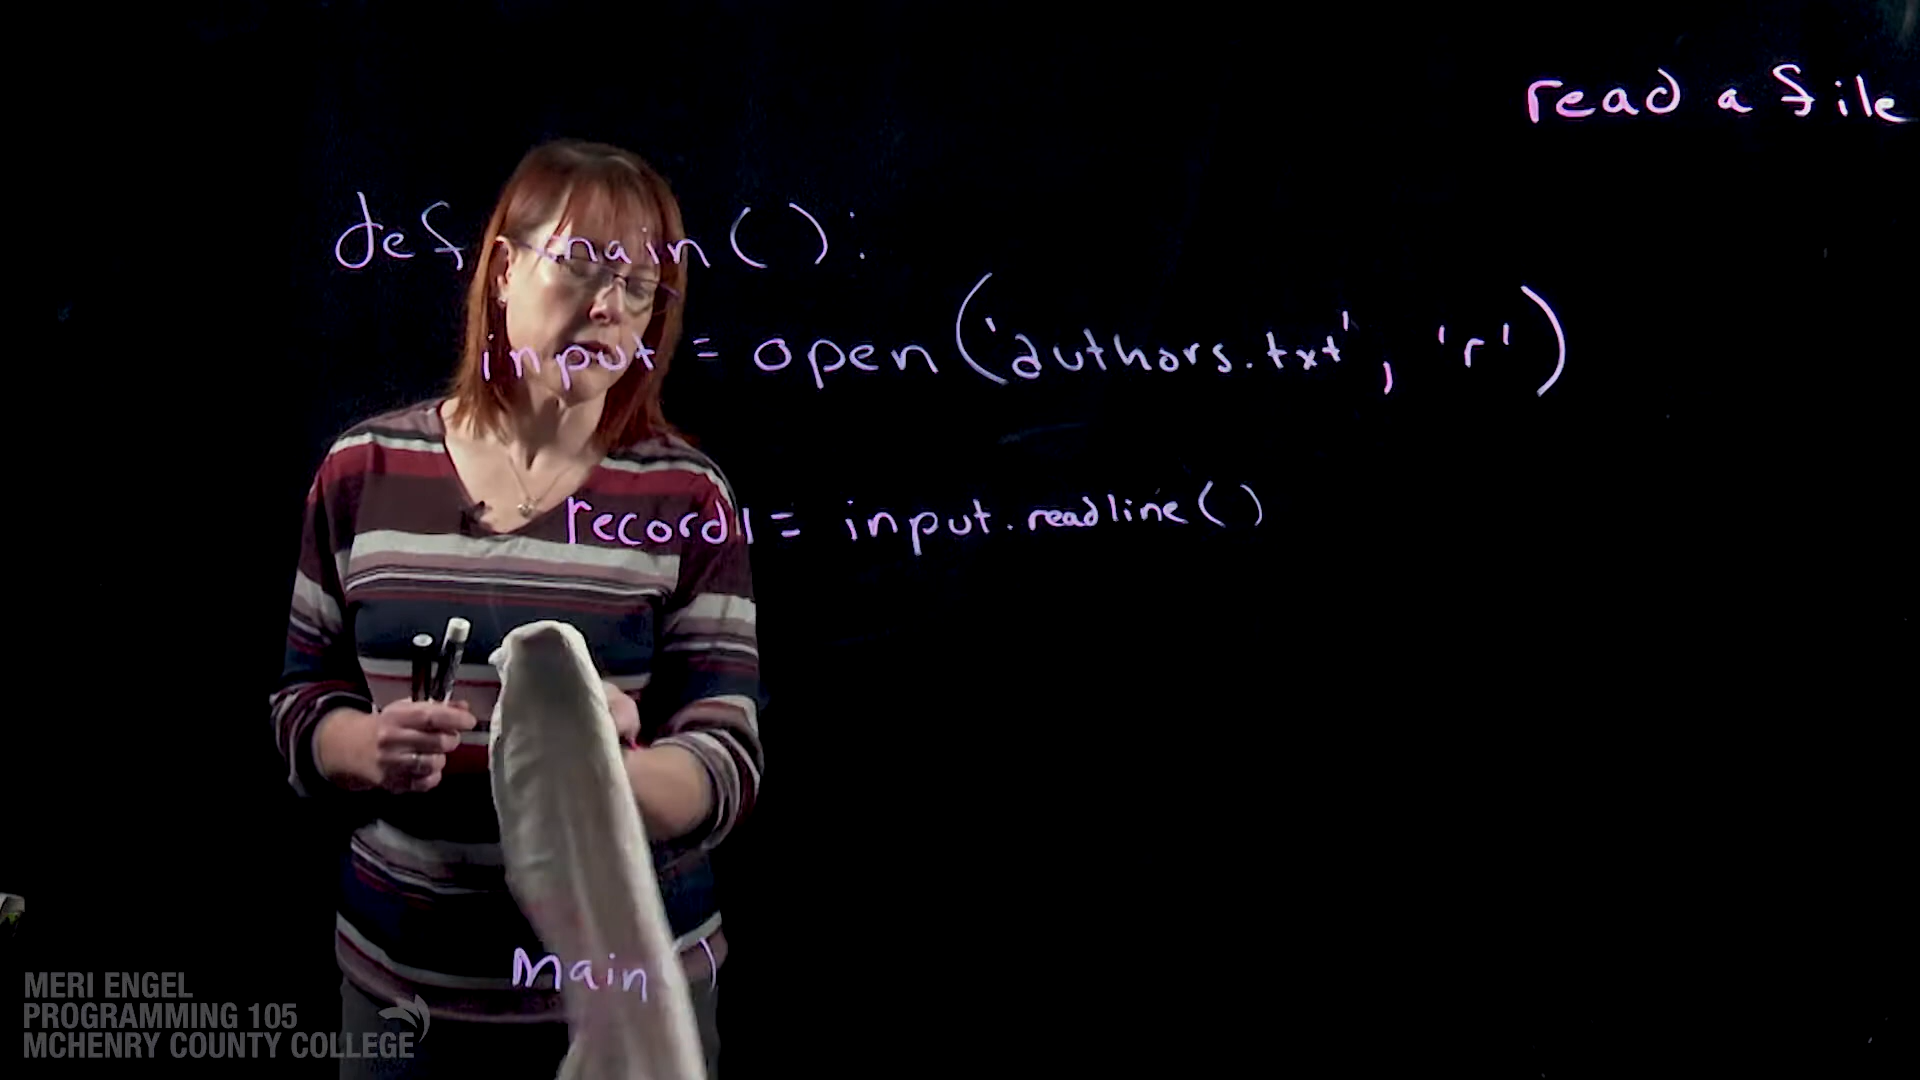 read a file
def main():
input = open('authors.txt', 'r')
record1 = input.readline()
main()
MERI ENGEL
PROGRAMMING 105
MCHENRY COUNTY COLLEGE